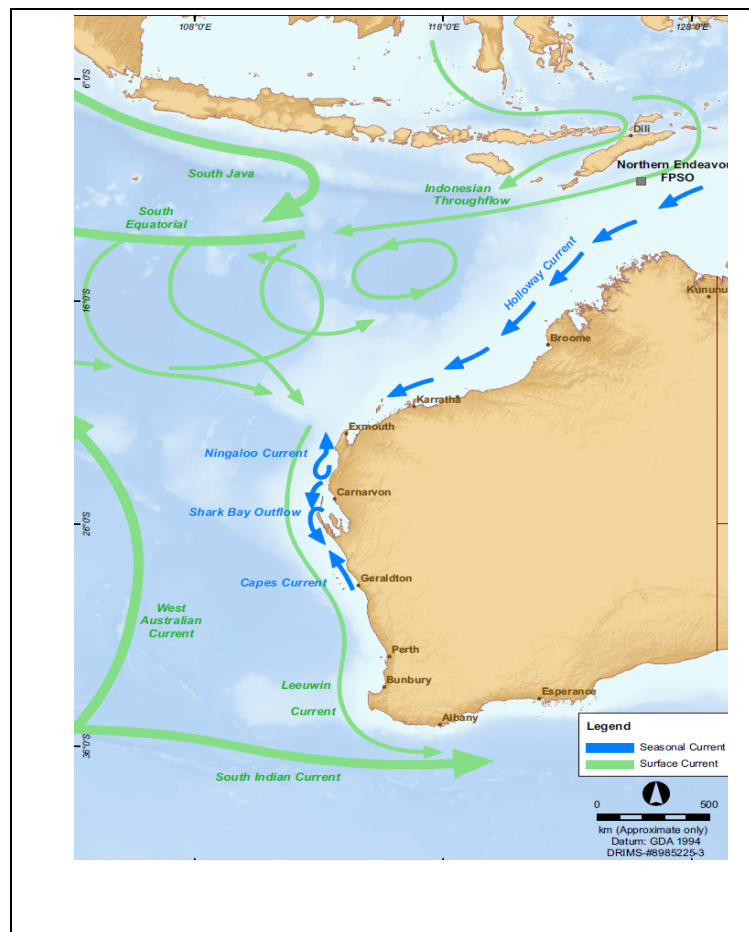 108°0'E
118°0'E
128°0'E
6°0'S
Dili
South Java
Northern Endeavor
FPSO
Indonesian
Throughflow
South
Equatorial
Holloway Current
16°0'S
Kununu
Broome
Karratha
Exmouth
Ningaloo Current
Carnarvon
Shark Bay Outflow
26°0'S
Capes Current
Geraldton
West
Australian
Current
Perth
Leeuwin
Current
Bunbury
Esperance
Albany
36°0'S
South Indian Current
Legend
Seasonal Current
Surface Current
0 500
km (Approximate only)
Datum: GDA 1994
DRIMS-#8985225-3